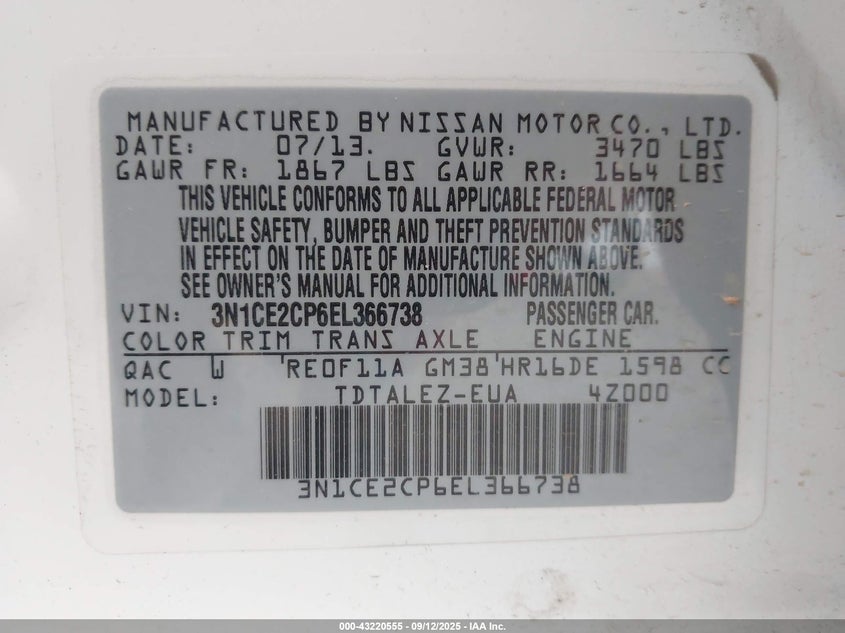 MANUFACTURED BY NISSAN MOTOR CO., LTD.
DATE: 07/13. GVWR: 3470 LBS
GAWR FR: 1867 LBS GAWR RR: 1664 LBS
THIS VEHICLE CONFORMS TO ALL APPLICABLE FEDERAL MOTOR
VEHICLE SAFETY, BUMPER AND THEFT PREVENTION STANDARDS
IN EFFECT ON THE DATE OF MANUFACTURE SHOWN ABOVE.
SEE OWNER'S MANUAL FOR ADDITIONAL INFORMATION.
VIN: 3N1CE2CP6EL366738 PASSENGER CAR.
COLOR TRIM TRANS AXLE ENGINE
QAC W RE0F11A GM38 HR16DE 1598 CC
MODEL: TDTALEZ-EUA 4Z000
3N1CE2CP6EL366738
000-43220555 - 09/12/2025 - IAA Inc.